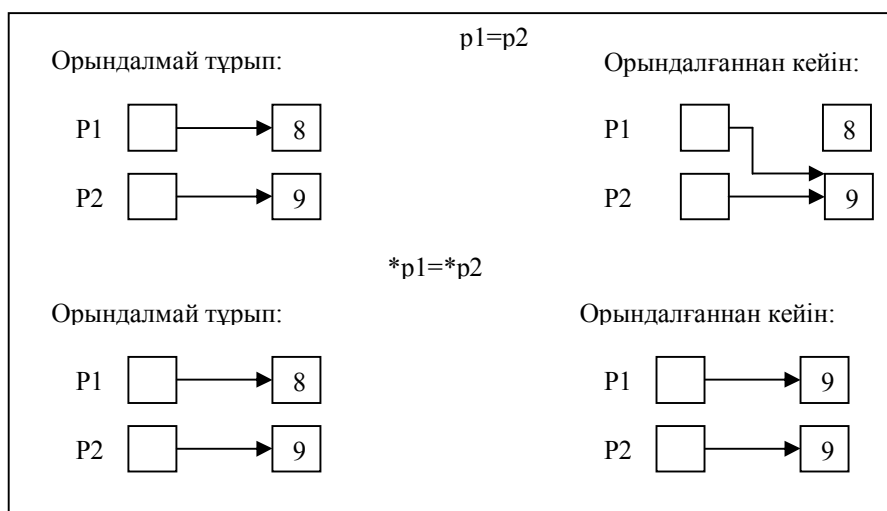 p1=p2
Орындалмай тұрып:
Орындалғаннан кейін:
P1 8
P1 8
P2 9
P2 9
*p1=*p2
Орындалмай тұрып:
Орындалғаннан кейін:
P1 8
P1 9
P2 9
P2 9